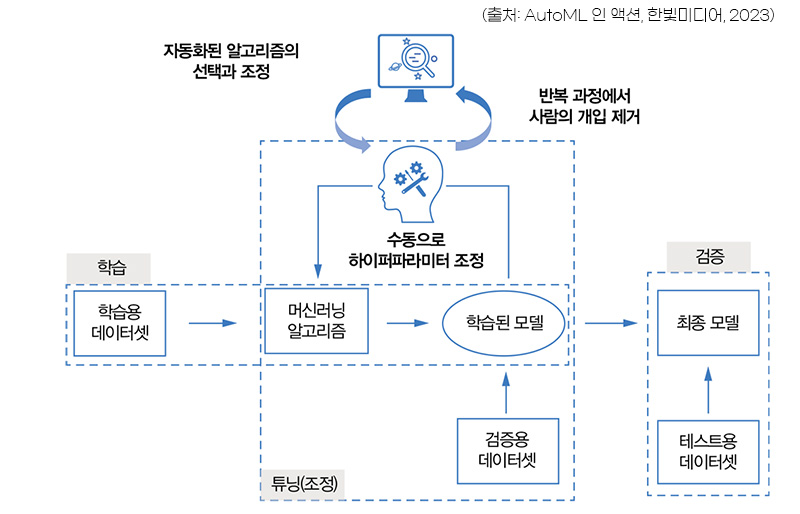 (출처: AutoML 인 액션, 한빛미디어, 2023)
자동화된 알고리즘의
선택과 조정
반복 과정에서
사람의 개입 제거
수동으로
하이퍼파라미터 조정
학습
검증
학습용
데이터셋
머신러닝
알고리즘
학습된 모델
최종 모델
검증용
데이터셋
테스트용
데이터셋
튜닝(조정)